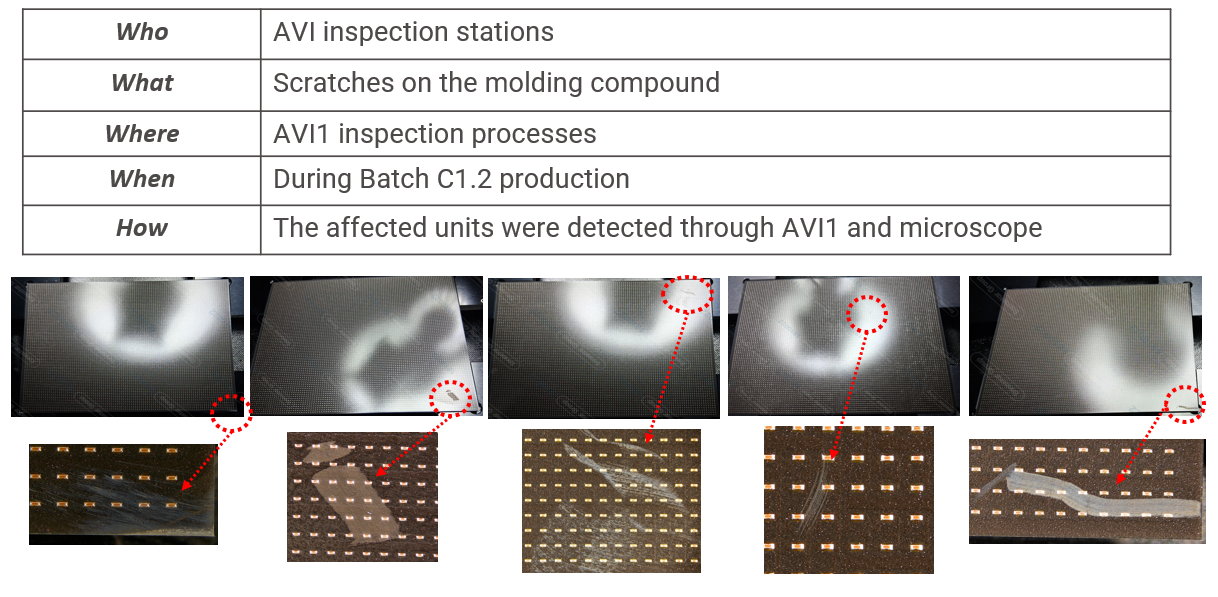 Who
AVI inspection stations
What
Scratches on the molding compound
Where
AVI1 inspection processes
When
During Batch C1.2 production
How
The affected units were detected through AVI1 and microscope